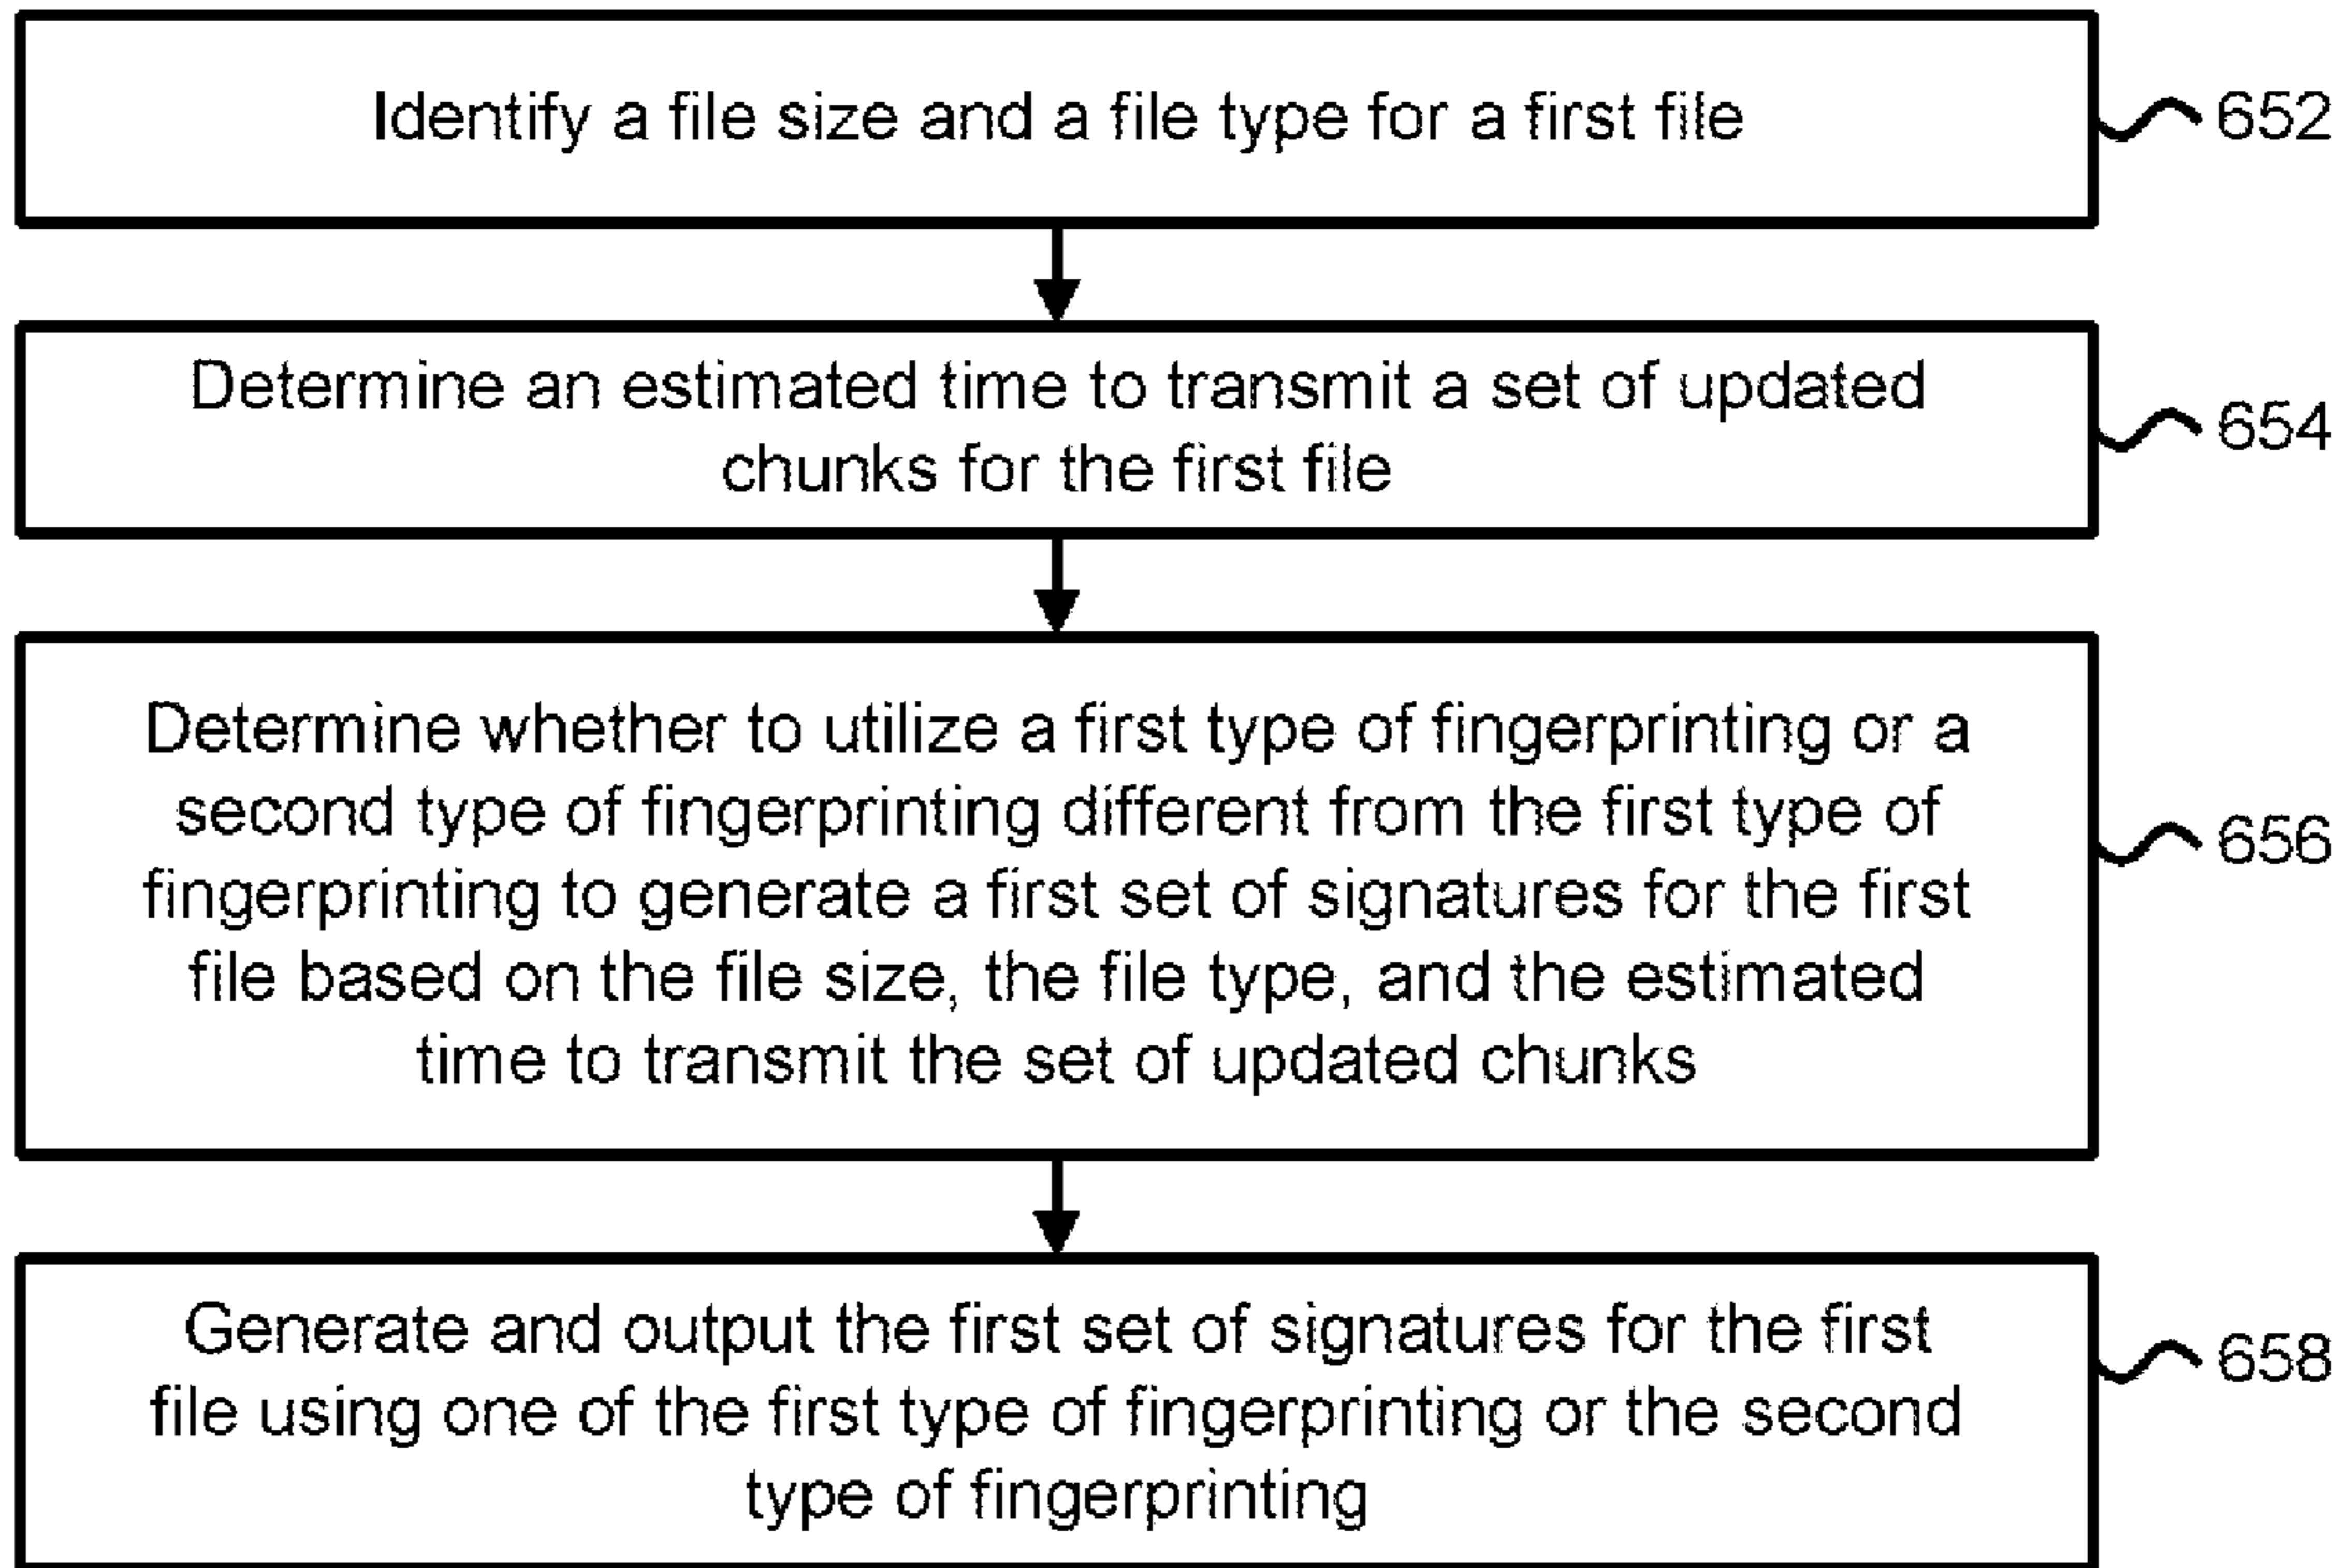 Identify a file size and a file type for a first file
652
Determine an estimated time to transmit a set of updated
chunks for the first file
654
Determine whether to utilize a first type of fingerprinting or a
second type of fingerprinting different from the first type of
fingerprinting to generate a first set of signatures for the first
file based on the file size, the file type, and the estimated
time to transmit the set of updated chunks
656
Generate and output the first set of signatures for the first
file using one of the first type of fingerprinting or the second
type of fingerprinting
658